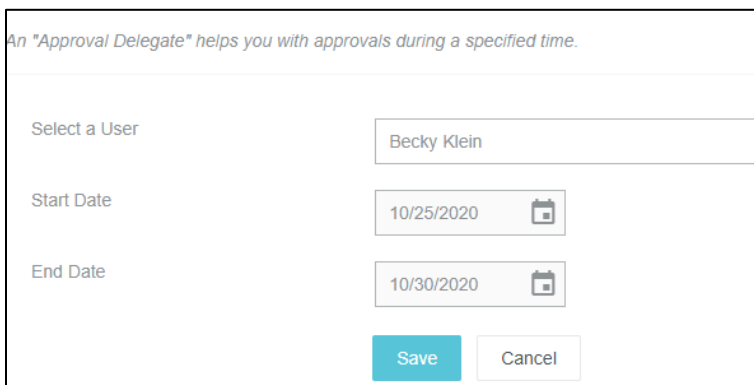 An "Approval Delegate" helps you with approvals during a specified time.
Select a User
Becky Klein
Start Date
10/25/2020
End Date
10/30/2020
Save Cancel